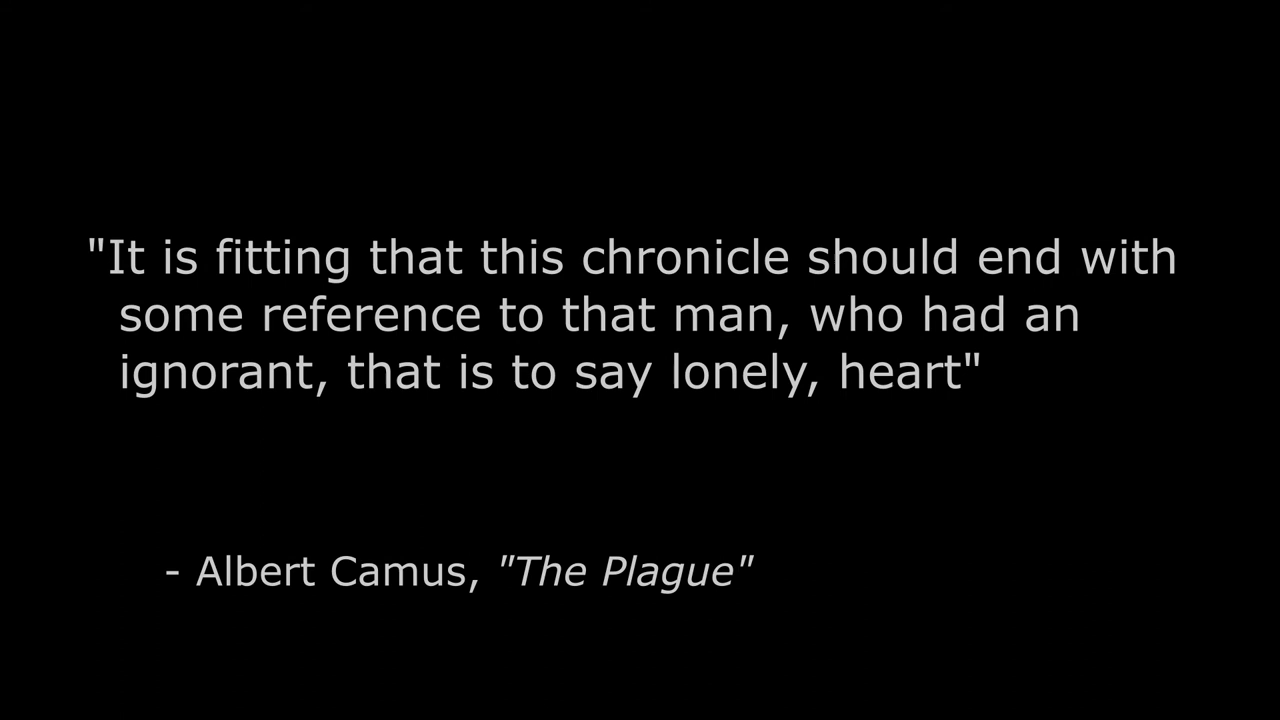 "It is fitting that this chronicle should end with
some reference to that man, who had an
ignorant, that is to say lonely, heart"
- Albert Camus, "The Plague"